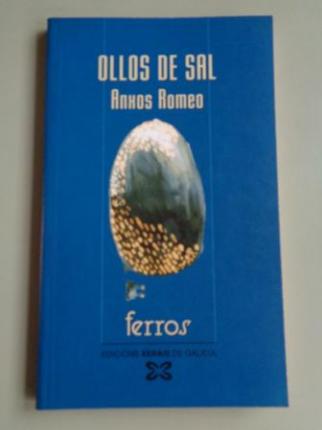 OLLOS DE SAL
Anxos Romeo
ferros
EDICIÓNS XERAIS DE GALICIA